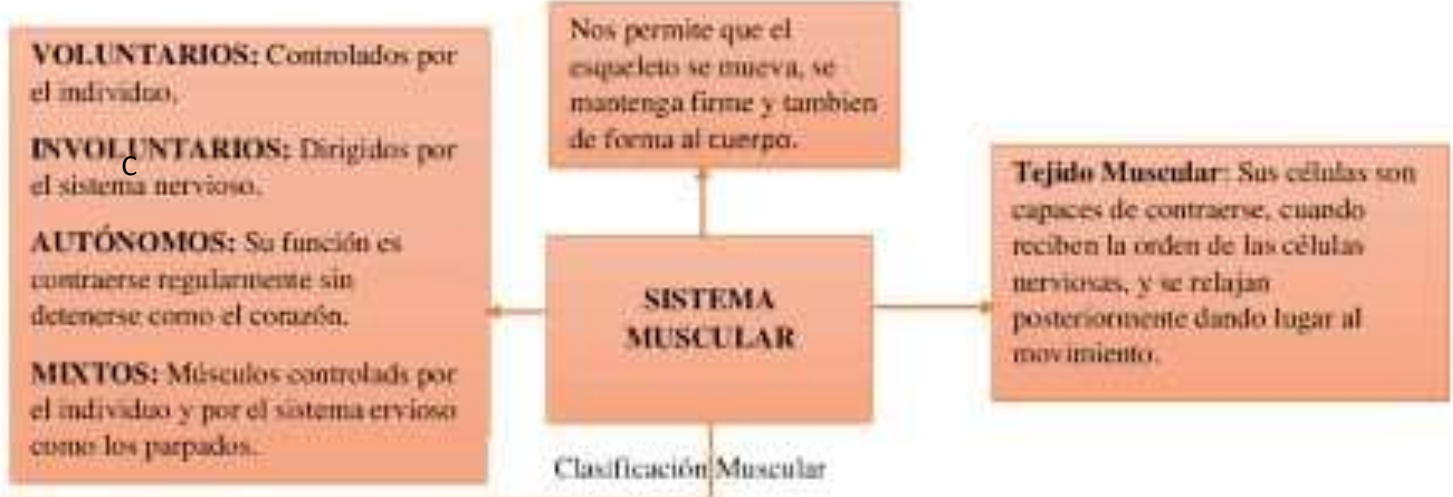 VOLUNTARIOS: Controlados por
el individuo,
INVOLUNTARIOS: Dirigidos por
C
el sistema nervioso.
AUTÓNOMOS: Su función es
contraerse regularmente sin
detenerse como el corazón.
MIXTOS: Músculos controlads por
el individuo y por el sistema ervioso
como los parpados.
Nos permite que el
esqueleto se mueva, se
mantenga firme y tambien
de forma al cuerpo.
SISTEMA
MUSCULAR
Clasificación Muscular
Tejido Muscular: Sus células son
capaces de contraerse, cuando
reciben la orden de las células
nerviosas, y se relajan
posteriormente dando lugar al
movimiento.